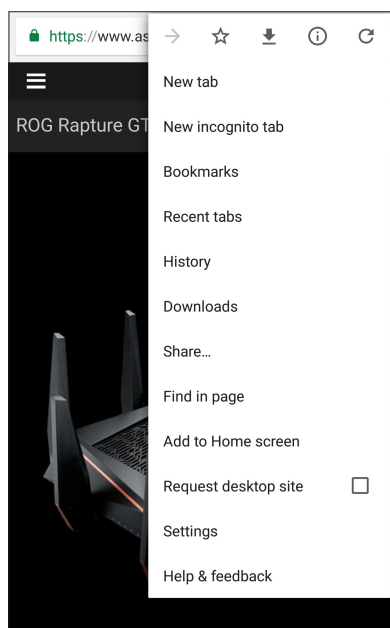 https://www.as
ROG Rapture GT
New tab
New incognito tab
Bookmarks
Recent tabs
History
Downloads
Share...
Find in page
Add to Home screen
Request desktop site
Settings
Help & feedback